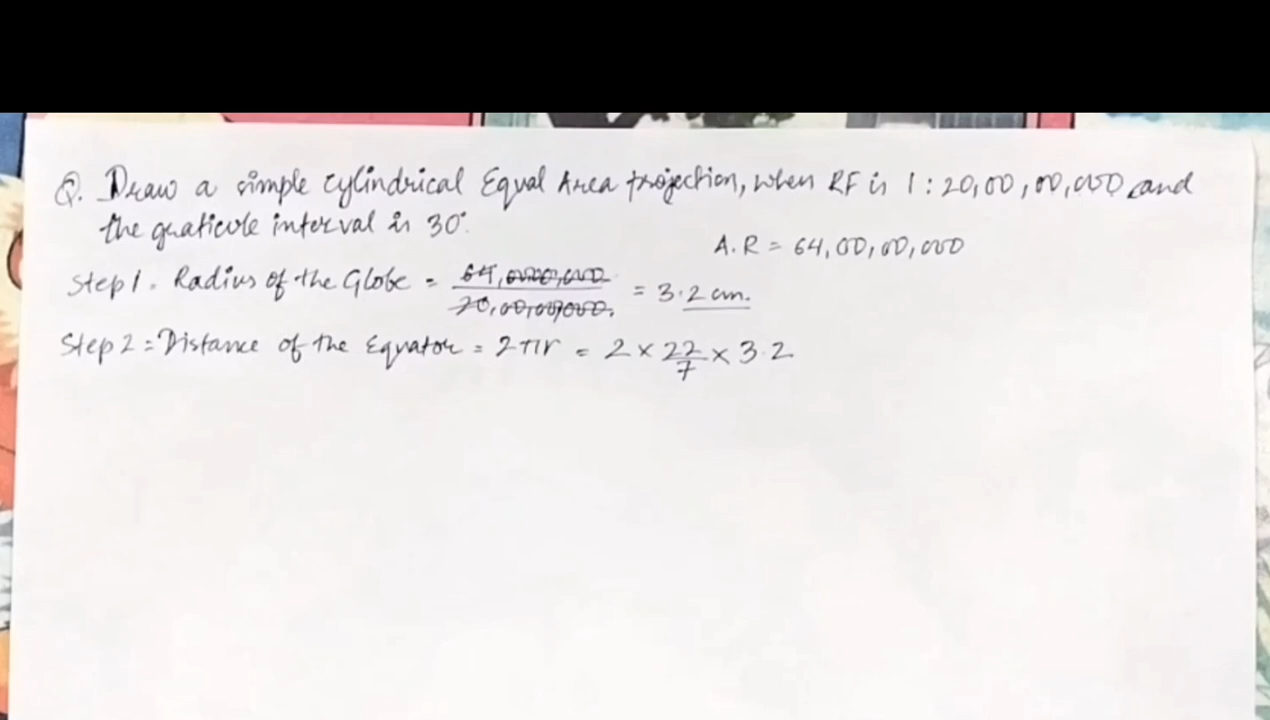 Q. Draw a simple cylindrical Equal Area projection, when RF is 1 : 20,00,00,000 and
the graticule interval is 30°.
A.R = 64,00,00,000
Step 1. Radius of the Globe = 64,0000,000 / 20,00,00,000. = 3.2 cm.
Step 2 = Distance of the Equator = 2πr = 2 × 22/7 × 3.2